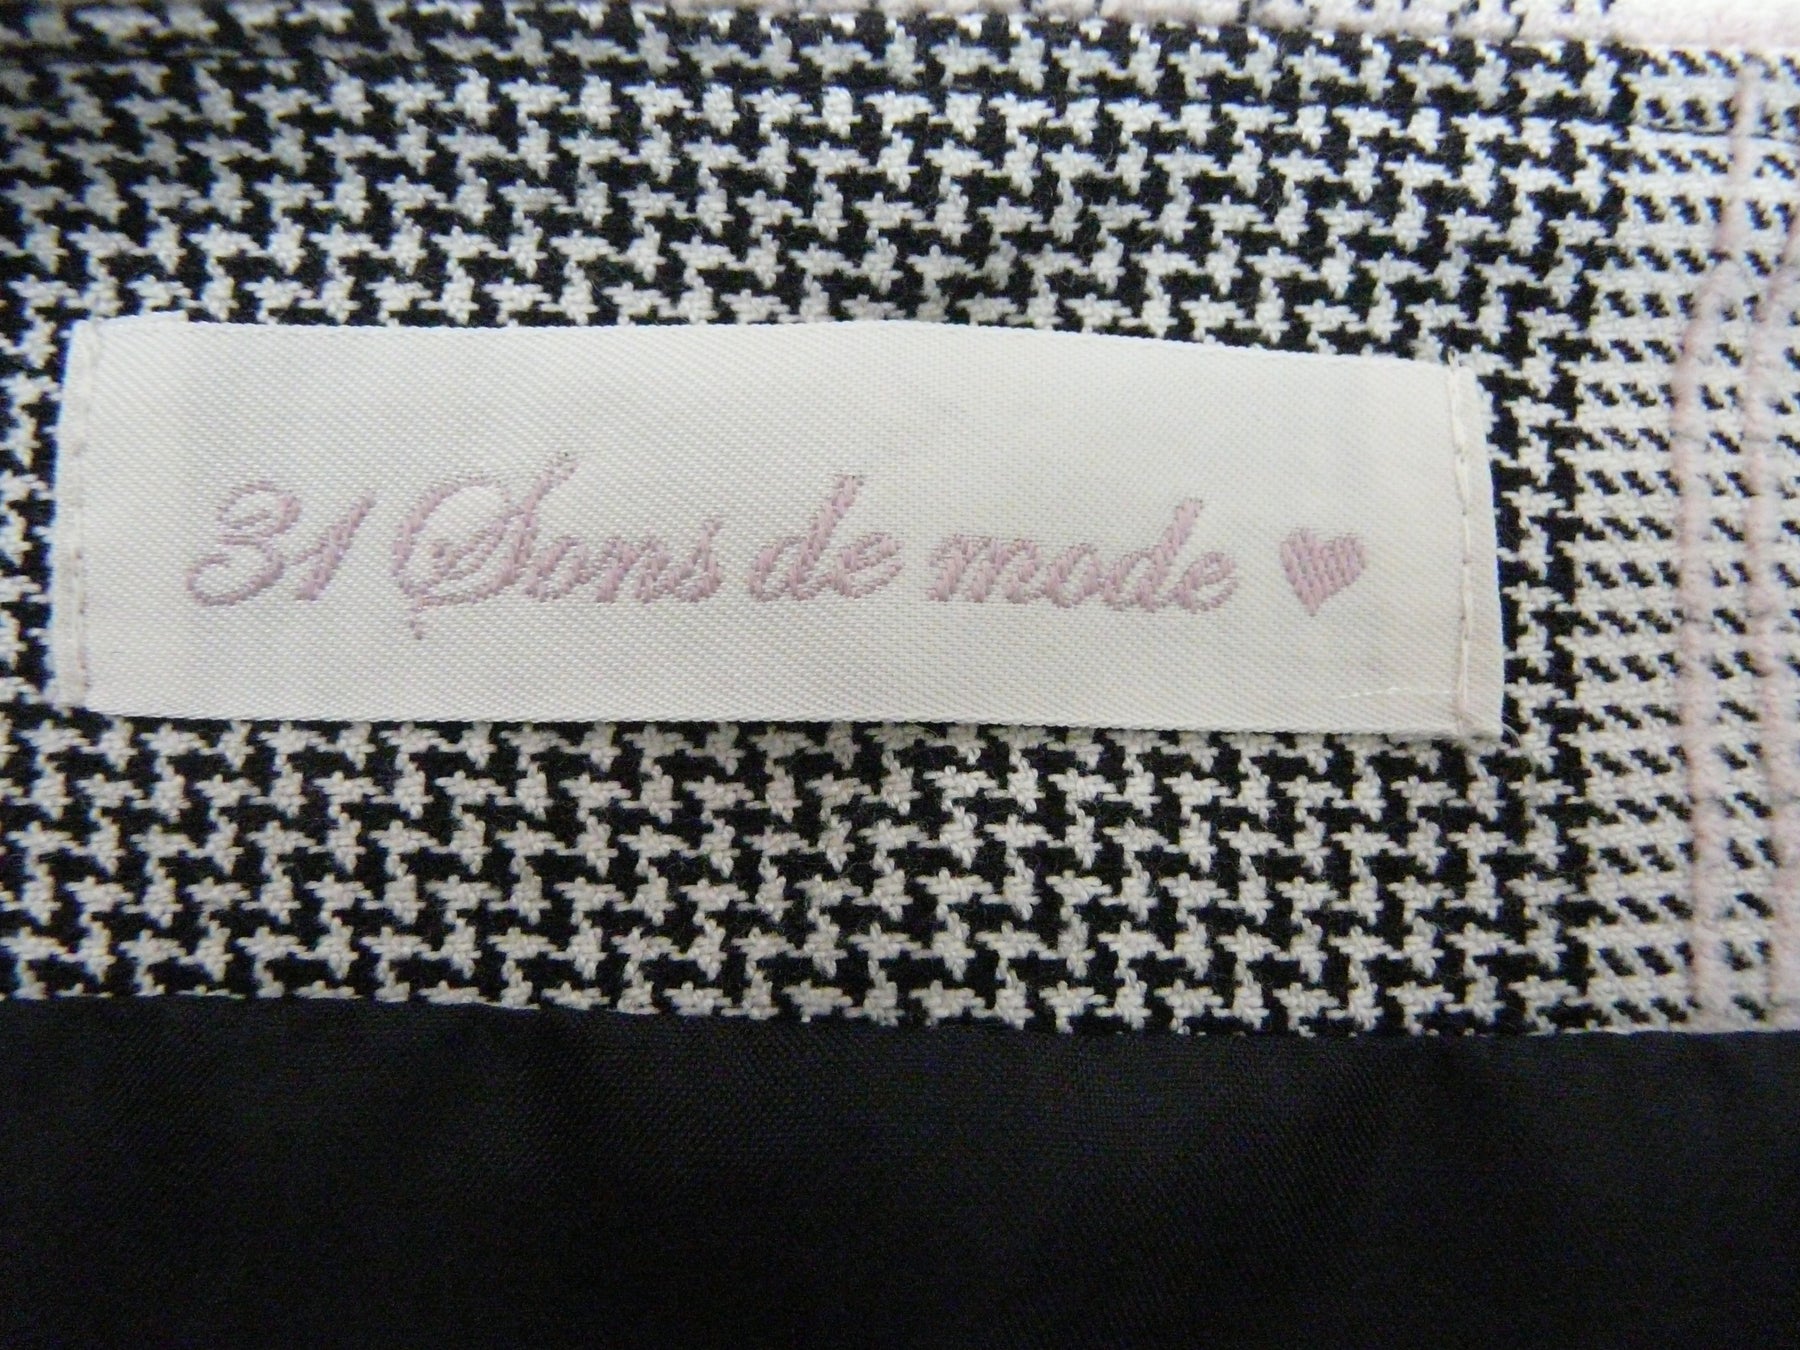 31 Sons de mode ♥